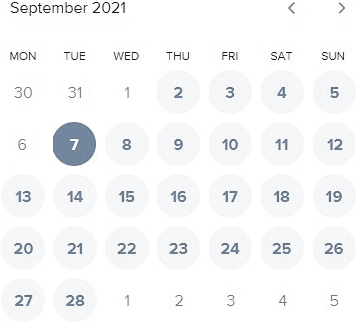 September 2021
MON TUE WED THU FRI SAT SUN
30 31 1 2 3 4 5
6 7 8 9 10 11 12
13 14 15 16 17 18 19
20 21 22 23 24 25 26
27 28 1 2 3 4 5